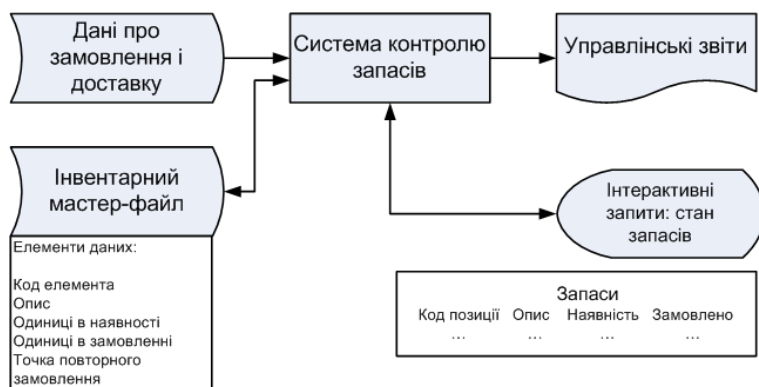 Дані про
замовлення і
доставку
Система контролю
запасів
Управлінські звіти
Інвентарний
мастер-файл
Елементи даних:
Код елемента
Опис
Одиниці в наявності
Одиниці в замовленні
Точка повторного
замовлення
Інтерактивні
запити: стан
запасів
Запаси
Код позиції Опис Наявність Замовлено
... ... ... ...